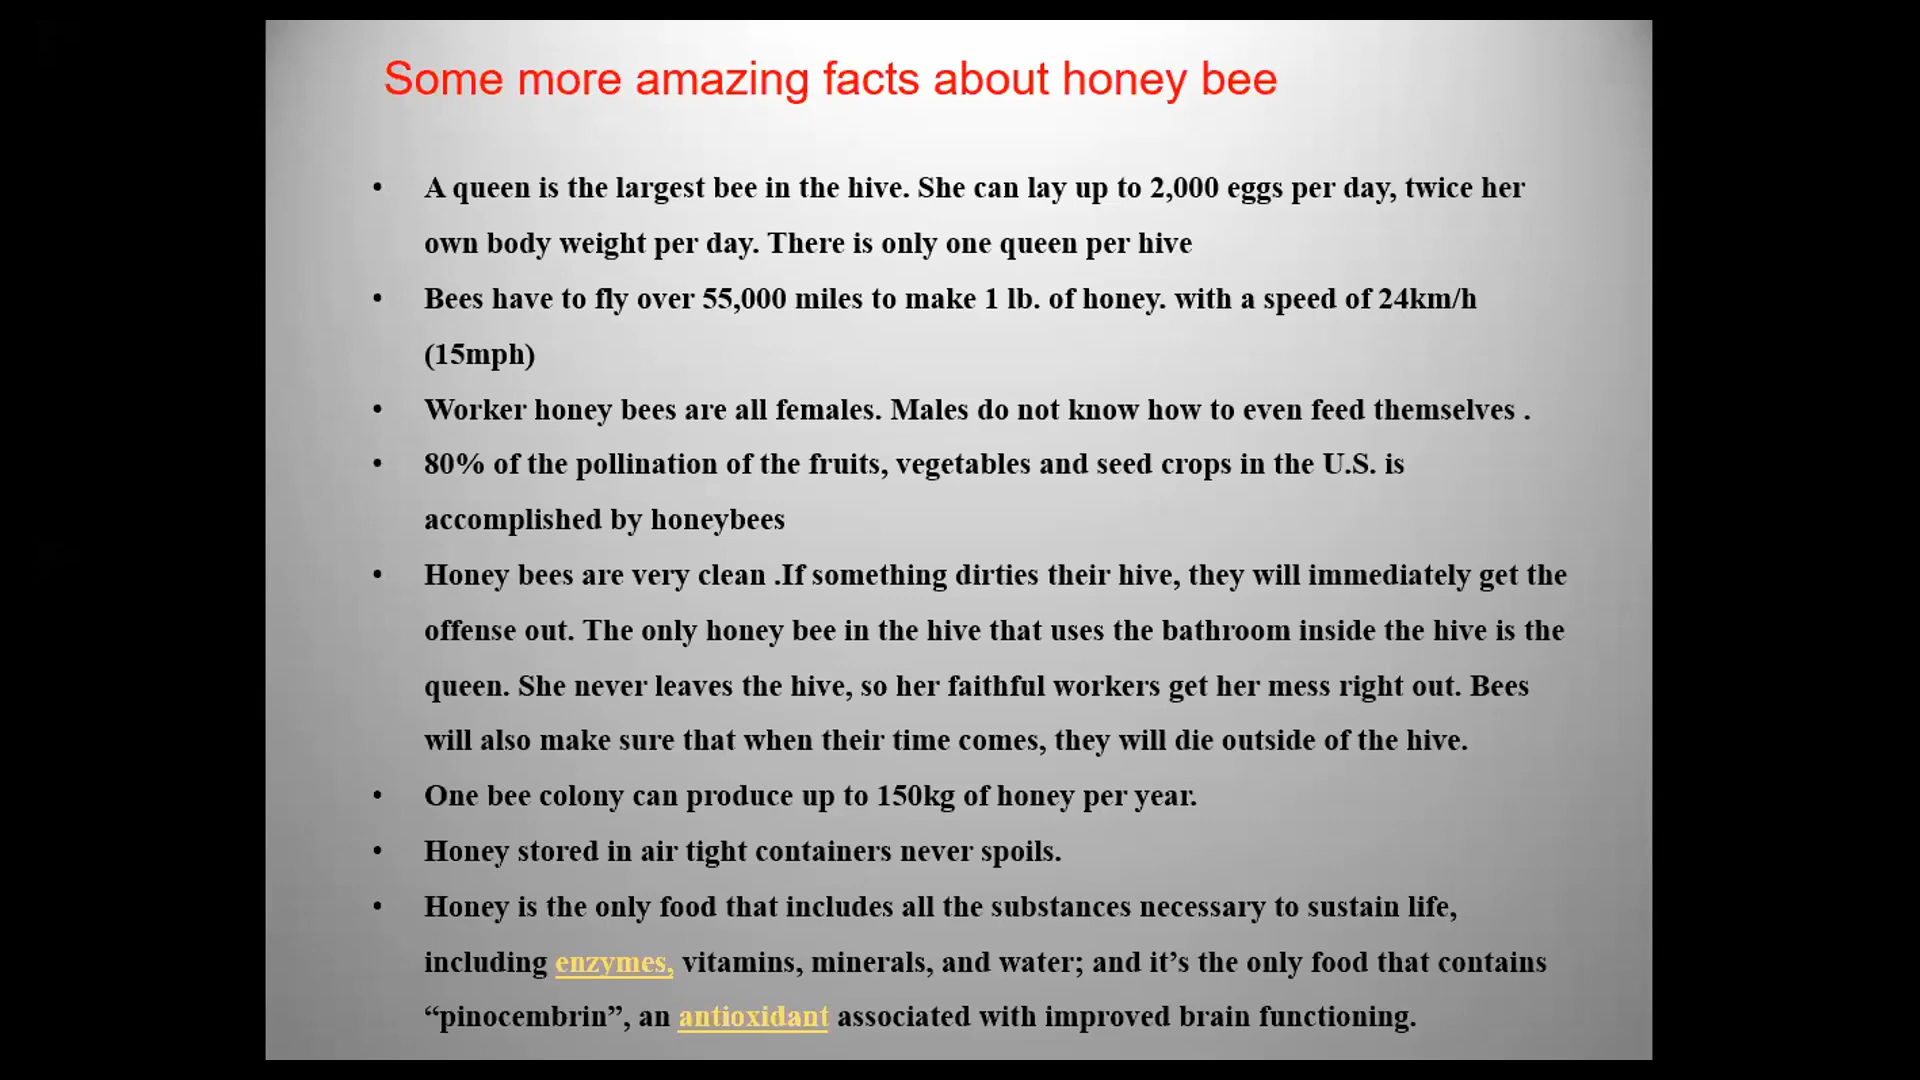 Some more amazing facts about honey bee
• A queen is the largest bee in the hive. She can lay up to 2,000 eggs per day, twice her
own body weight per day. There is only one queen per hive
• Bees have to fly over 55,000 miles to make 1 lb. of honey. with a speed of 24km/h
(15mph)
• Worker honey bees are all females. Males do not know how to even feed themselves .
• 80% of the pollination of the fruits, vegetables and seed crops in the U.S. is
accomplished by honeybees
• Honey bees are very clean .If something dirties their hive, they will immediately get the
offense out. The only honey bee in the hive that uses the bathroom inside the hive is the
queen. She never leaves the hive, so her faithful workers get her mess right out. Bees
will also make sure that when their time comes, they will die outside of the hive.
• One bee colony can produce up to 150kg of honey per year.
• Honey stored in air tight containers never spoils.
• Honey is the only food that includes all the substances necessary to sustain life,
including enzymes, vitamins, minerals, and water; and it’s the only food that contains
“pinocembrin”, an antioxidant associated with improved brain functioning.